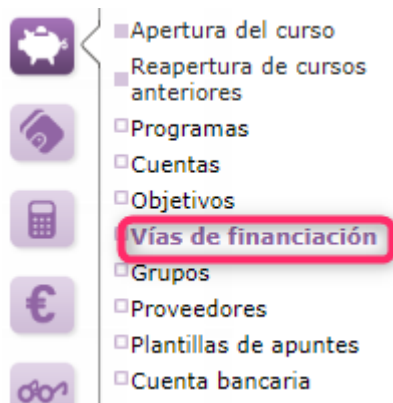 Apertura del curso
Reapertura de cursos
anteriores
Programas
Cuentas
Objetivos
Vías de financiación
Grupos
Proveedores
Plantillas de apuntes
Cuenta bancaria
€